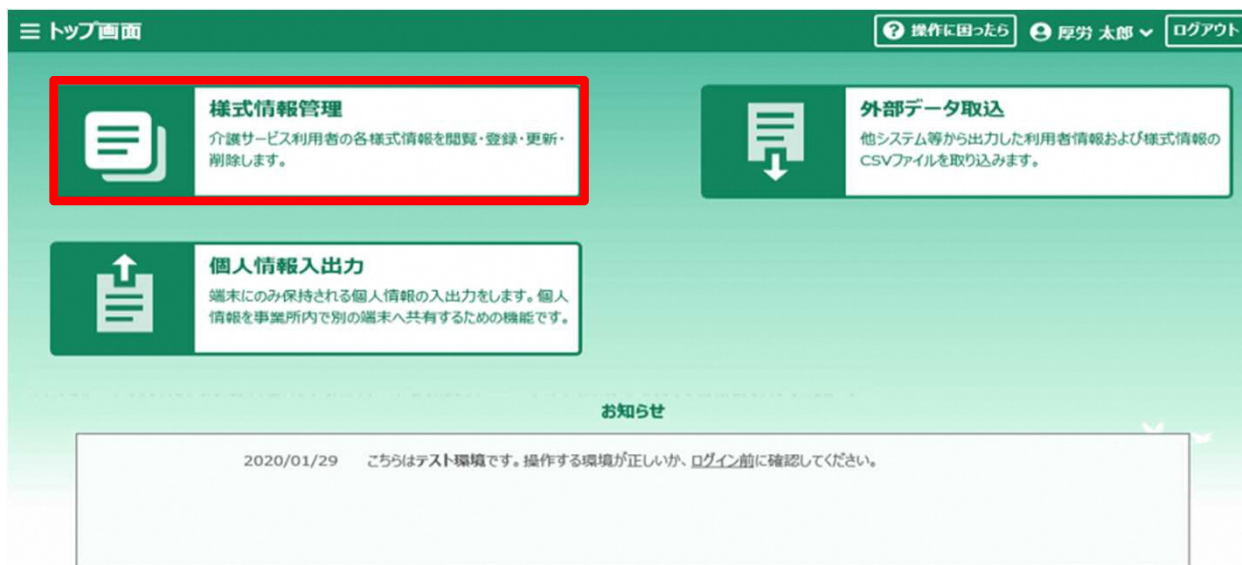 トップ画面
? 操作に困ったら 厚労 太郎 ログアウト
様式情報管理
介護サービス利用者の各様式情報を閲覧・登録・更新・
削除します。
外部データ取込
他システム等から出力した利用者情報および様式情報の
CSVファイルを取り込みます。
個人情報入出力
端末にのみ保持される個人情報の入出力をします。個人
情報を事業所内で別の端末へ共有するための機能です。
お知らせ
2020/01/29 こちらはテスト環境です。操作する環境が正しいか、ログイン前に確認してください。